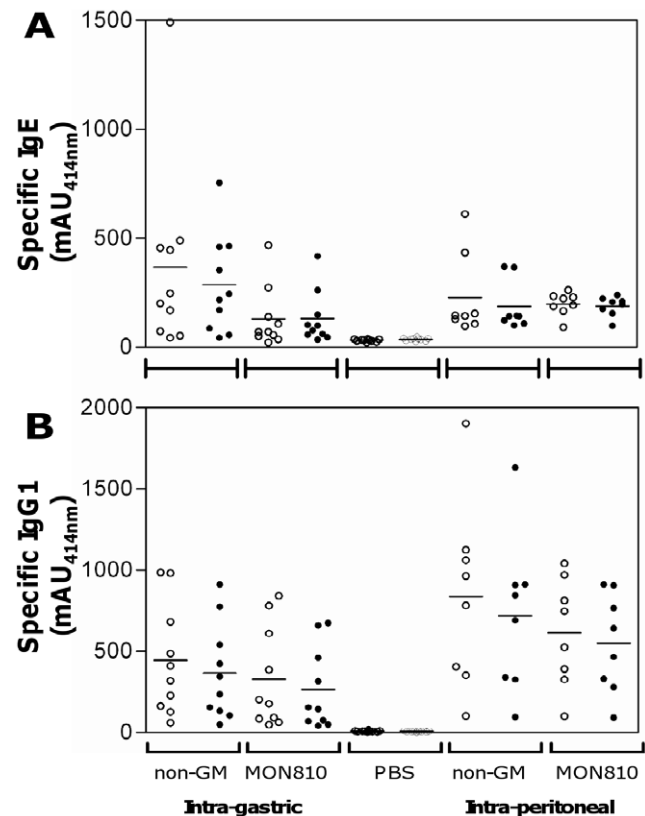 A
Specific IgE
(mAU414nm)
1500
1000
500
0
B
Specific IgG1
(mAU414nm)
2000
1500
1000
500
0
non-GM MON810 PBS non-GM MON810
Intra-gastric Intra-peritoneal